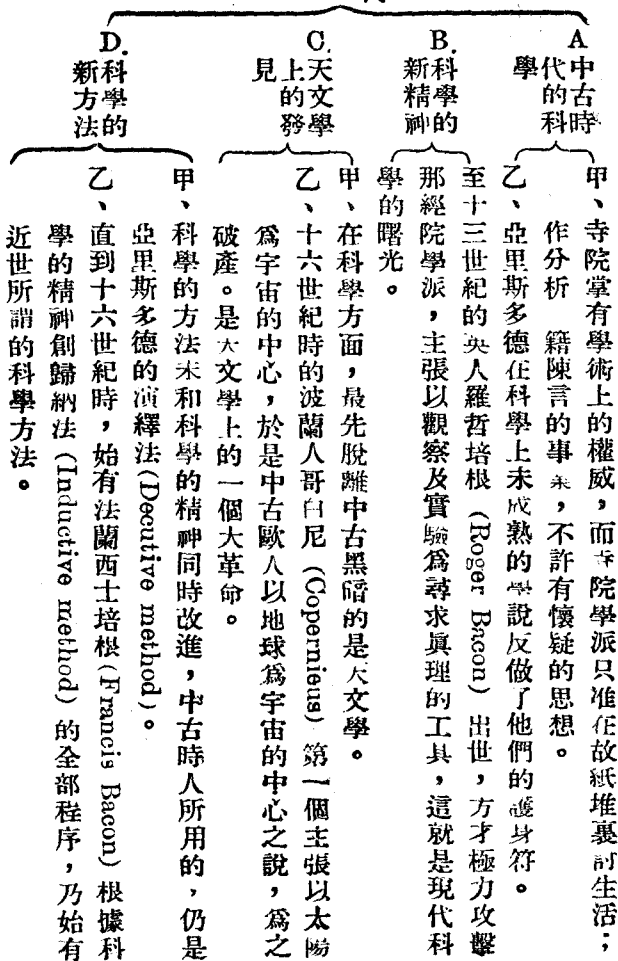 A
中古時
代的科
學
甲、寺院掌有學術上的權威，而寺院學派只准在故紙堆裏討生活；
作分析 籍陳言的事業，不許有懷疑的思想。
乙、亞里斯多德在科學上未成熟的學說反做了他們的護身符。
B.
科學的
新精神
至十三世紀的英人羅哲培根 (Roger Bacon) 出世，方才極力攻擊
那經院學派，主張以觀察及實驗爲尋求眞理的工具，這就是現代科
學的曙光。
C.
天文學
上的發
見
甲、在科學方面，最先脫離中古黑暗的是天文學。
乙、十六世紀時的波蘭人哥白尼 (Copernieus) 第一個主張以太陽
爲宇宙的中心，於是中古歐人以地球爲宇宙的中心之說，爲之
破產。是天文學上的一個大革命。
D.
科學的
新方法
甲、科學的方法未和科學的精神同時改進，中古時人所用的，仍是
亞里斯多德的演繹法(Decutive method)。
乙、直到十六世紀時，始有法蘭西士培根(Francis Bacon) 根據科
學的精神創歸納法 (Inductive method) 的全部程序，乃始有
近世所謂的科學方法。